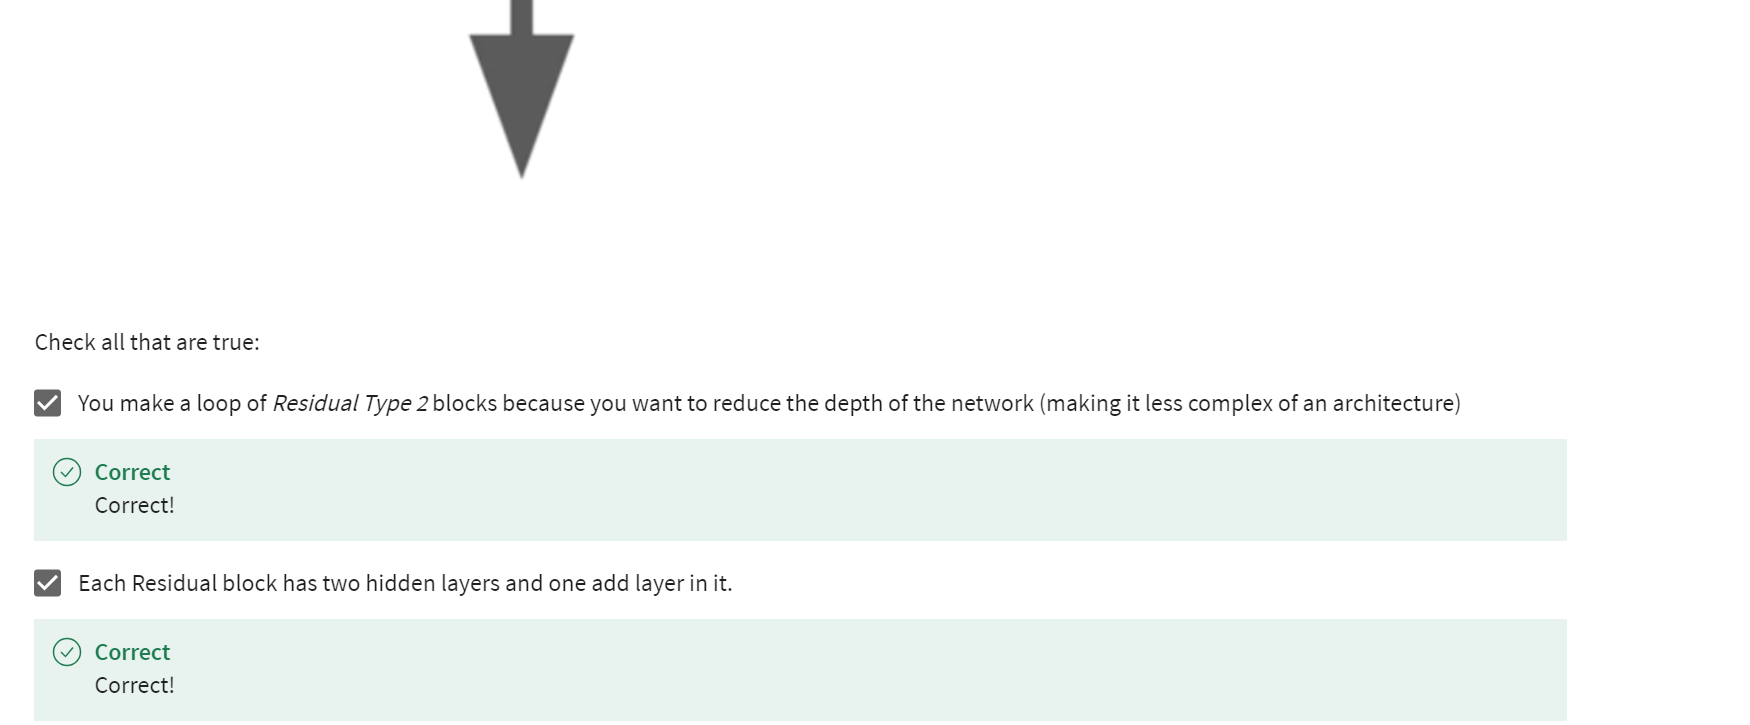 Check all that are true:
You make a loop of Residual Type 2 blocks because you want to reduce the depth of the network (making it less complex of an architecture)
Correct
Correct!
Each Residual block has two hidden layers and one add layer in it.
Correct
Correct!